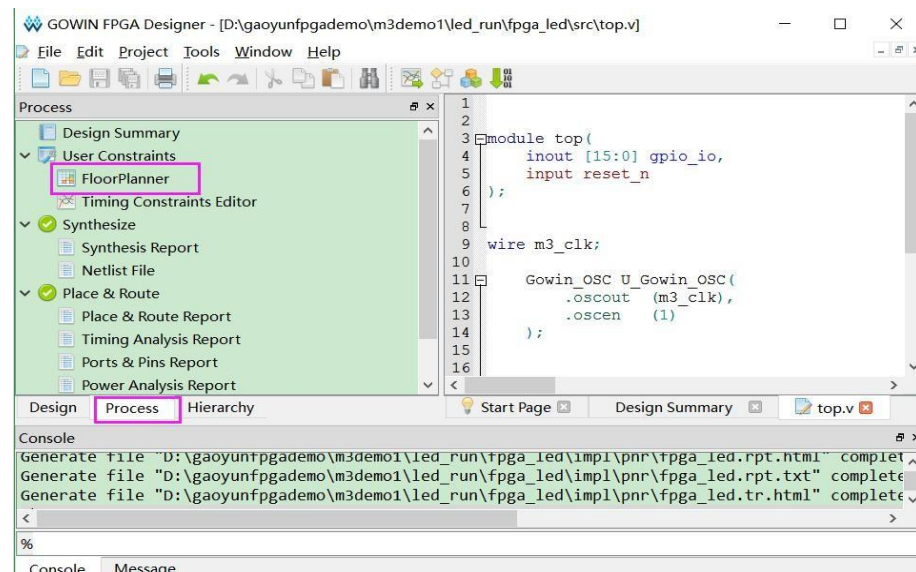 GOWIN FPGA Designer - [D:\gaoyunfpgademo\m3demo1\led_run\fpga_led\src\top.v]
File Edit Project Tools Window Help
Process
Design Summary
User Constraints
FloorPlanner
Timing Constraints Editor
Synthesize
Synthesis Report
Netlist File
Place & Route
Place & Route Report
Timing Analysis Report
Ports & Pins Report
Power Analysis Report
Design Process Hierarchy
1
2
3 module top(
4 inout [15:0] gpio_io,
5 input reset_n
6 );
7
8
9 wire m3_clk;
10
11 Gowin_OSC U_Gowin_OSC(
12 .oscout (m3_clk),
13 .oscen (1)
14 );
15
16
Start Page Design Summary top.v
Console
Generate file "D:\gaoyunfpgademo\m3demo1\led_run\fpga_led\impl\pnr\fpga_led.rpt.html" complet
Generate file "D:\gaoyunfpgademo\m3demo1\led_run\fpga_led\impl\pnr\fpga_led.rpt.txt" complete
Generate file "D:\gaoyunfpgademo\m3demo1\led_run\fpga_led\impl\pnr\fpga_led.tr.html" complete
%
Console Message